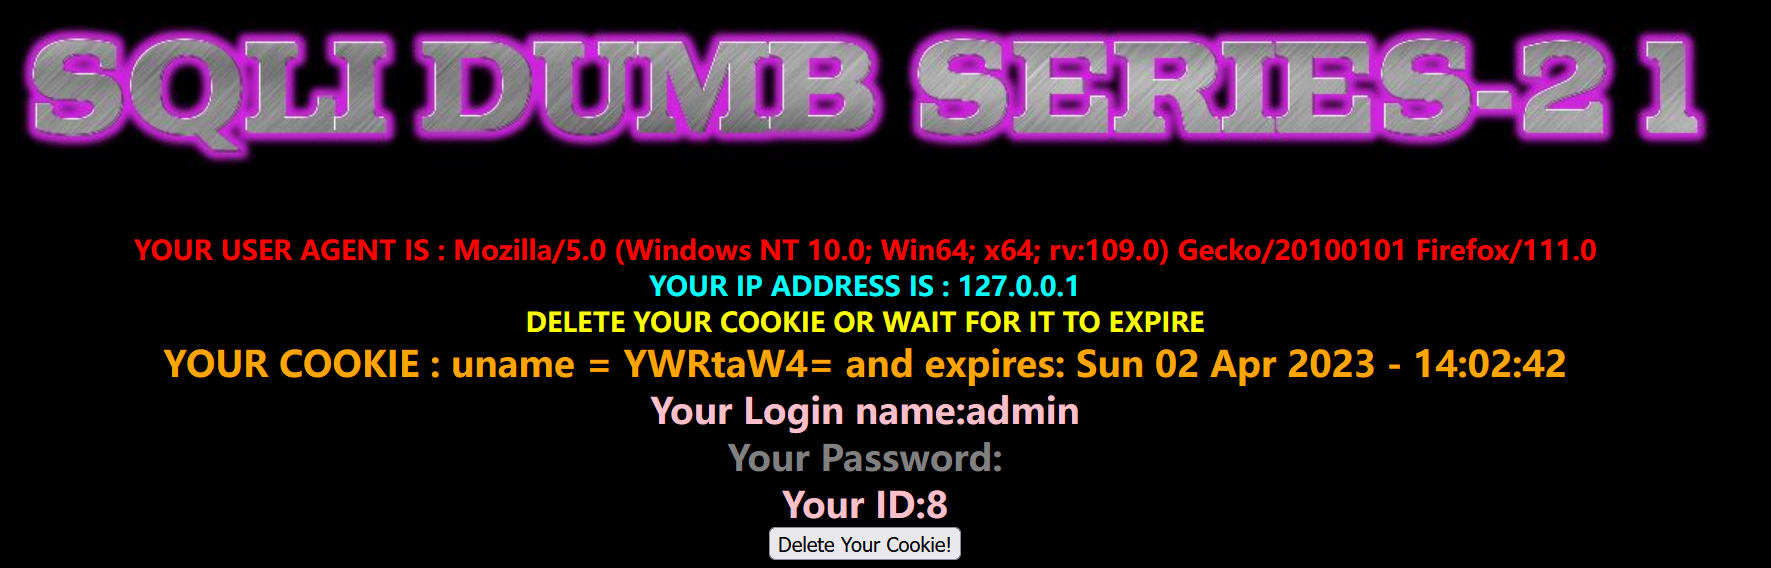 SQLI DUMB SERIES-21
YOUR USER AGENT IS : Mozilla/5.0 (Windows NT 10.0; Win64; x64; rv:109.0) Gecko/20100101 Firefox/111.0
YOUR IP ADDRESS IS : 127.0.0.1
DELETE YOUR COOKIE OR WAIT FOR IT TO EXPIRE
YOUR COOKIE : uname = YWRtaW4= and expires: Sun 02 Apr 2023 - 14:02:42
Your Login name:admin
Your Password:
Your ID:8
Delete Your Cookie!